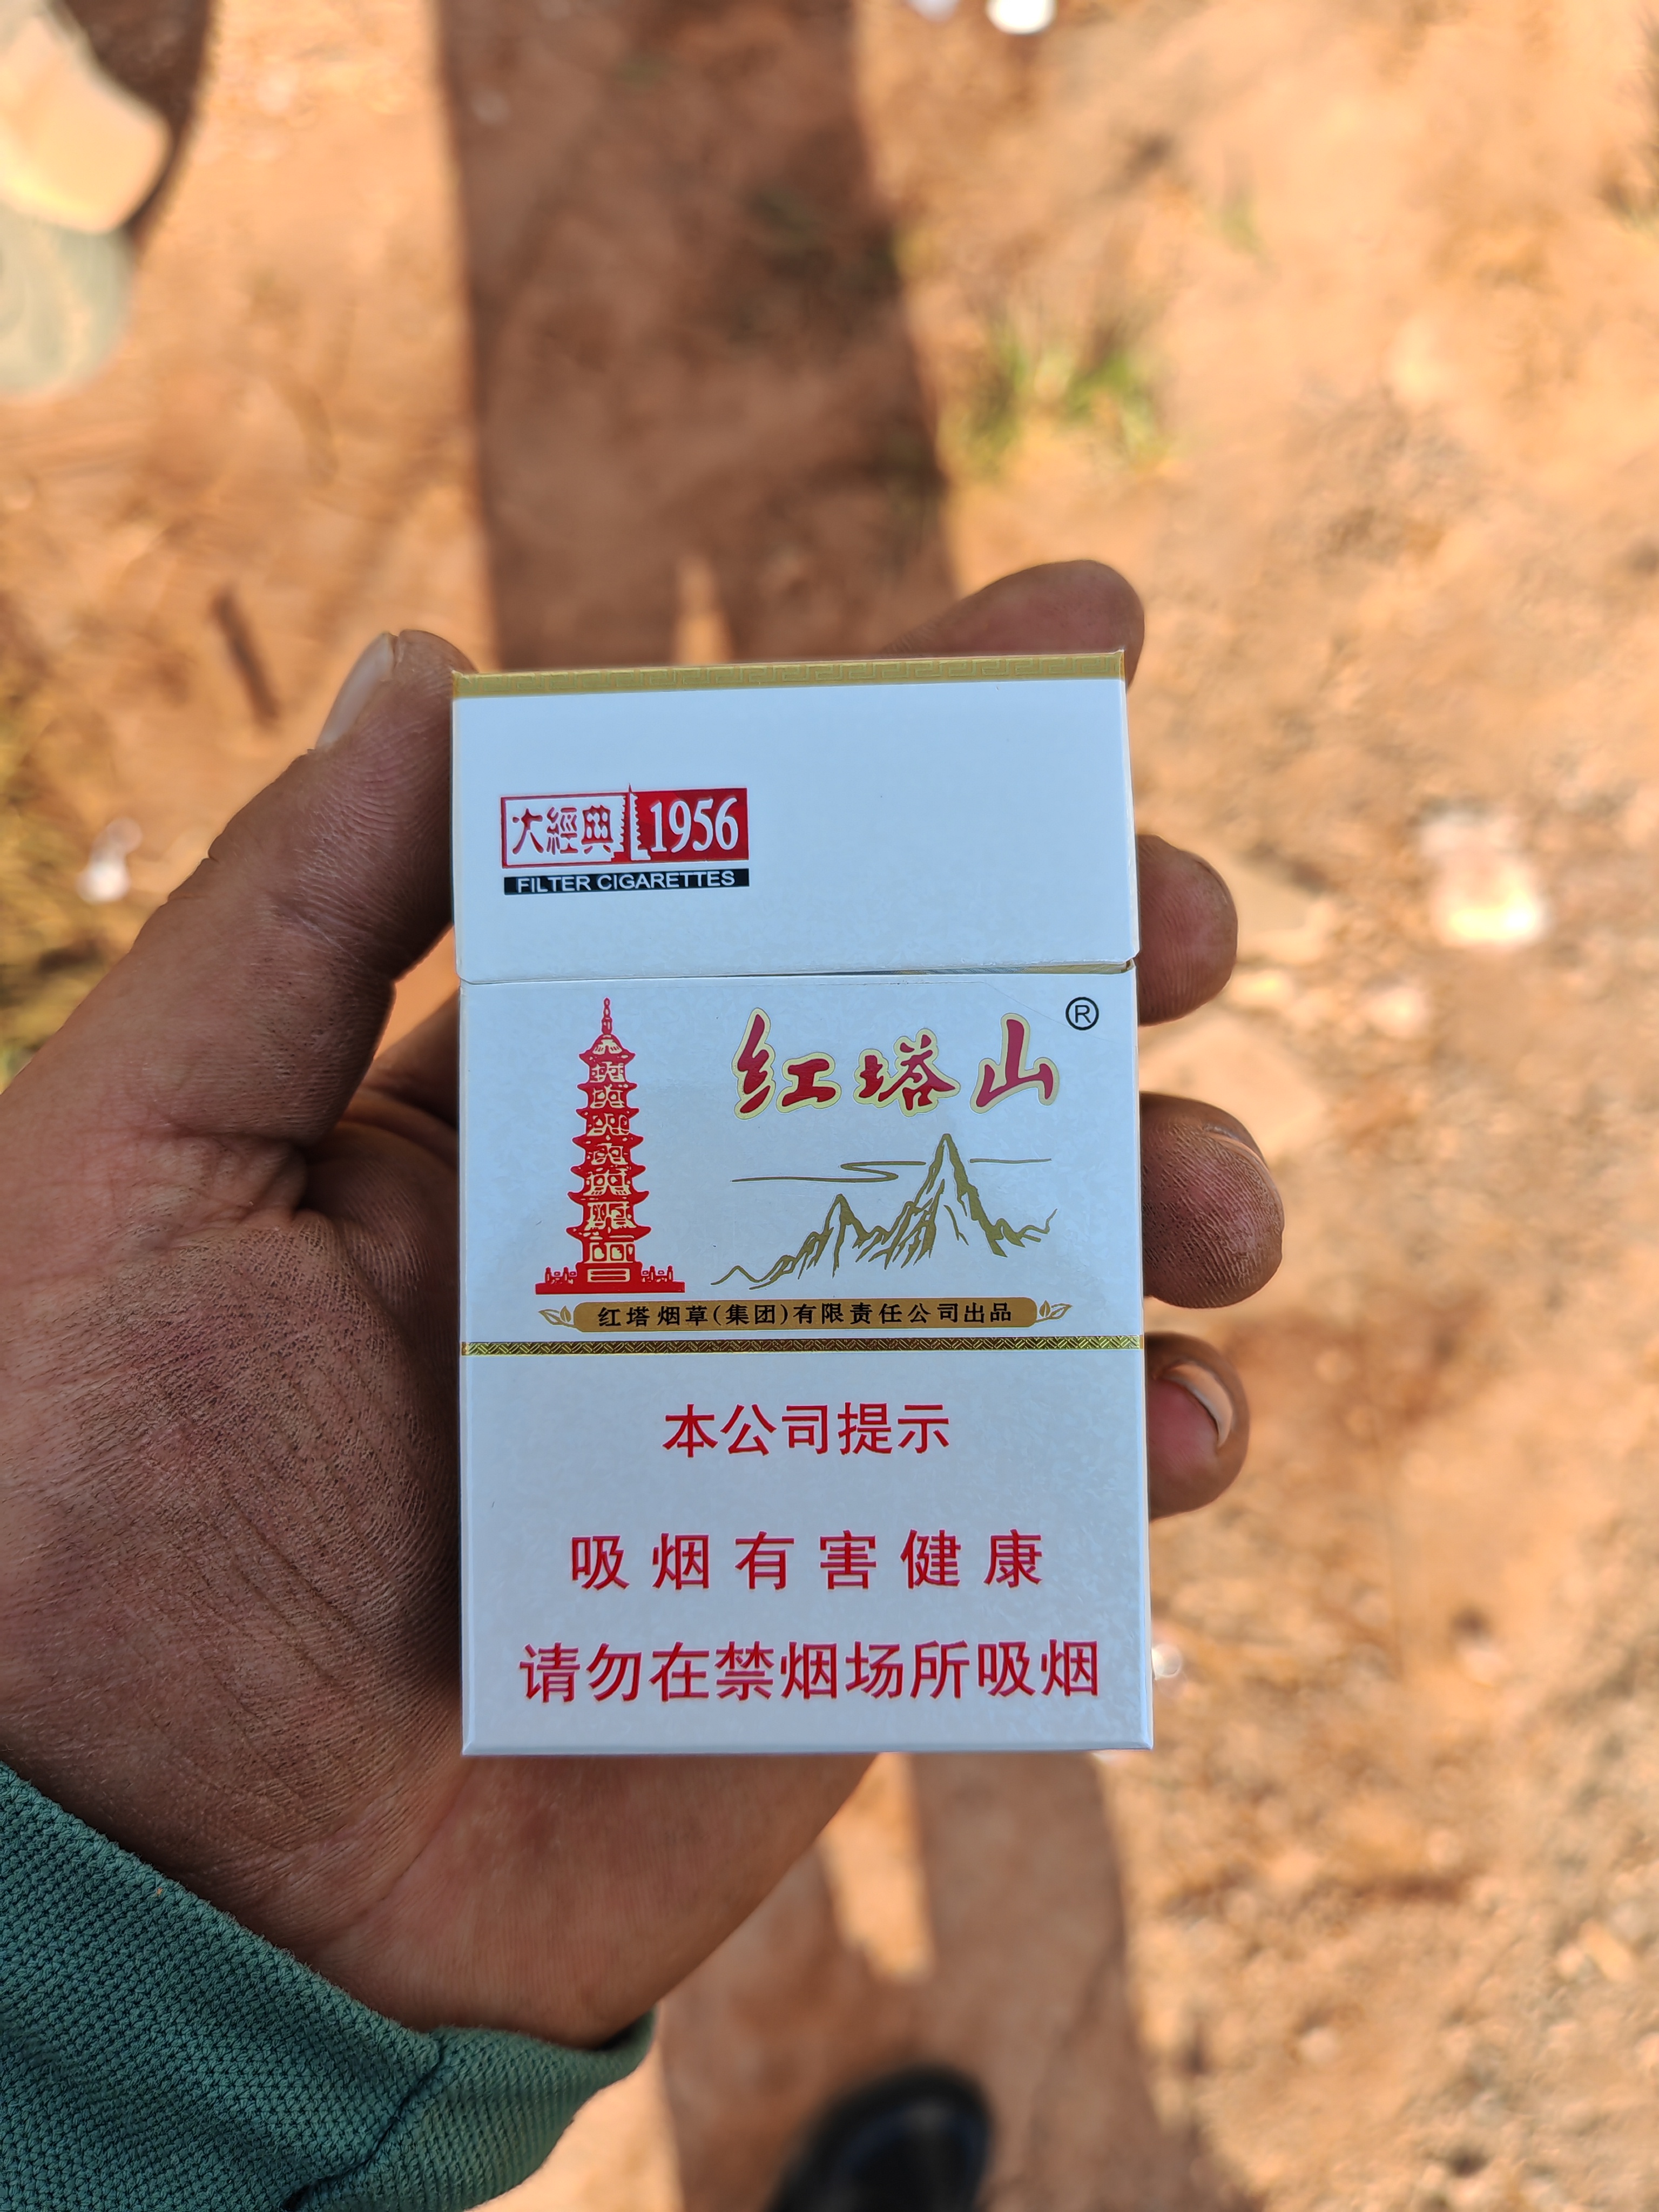 大經典 1956
FILTER CIGARETTES
红塔山®
红塔烟草(集团)有限责任公司出品
本公司提示
吸烟有害健康
请勿在禁烟场所吸烟